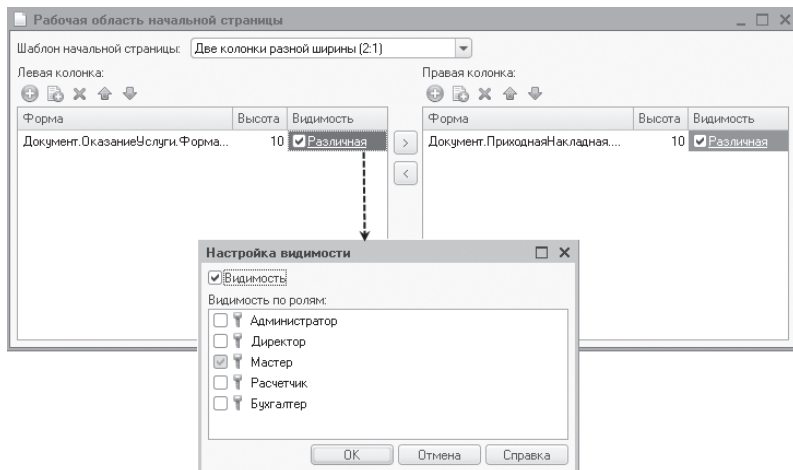 Рабочая область начальной страницы
Шаблон начальной страницы: Две колонки разной ширины (2:1)
Левая колонка:
Форма Высота Видимость
Документ.ОказаниеУслуги.Форма... 10 Различная
Правая колонка:
Форма Высота Видимость
Документ.ПриходнаяНакладная.... 10 Различная
Настройка видимости
Видимость
Видимость по ролям:
Администратор
Директор
Мастер
Расчетчик
Бухгалтер
OK Отмена Справка